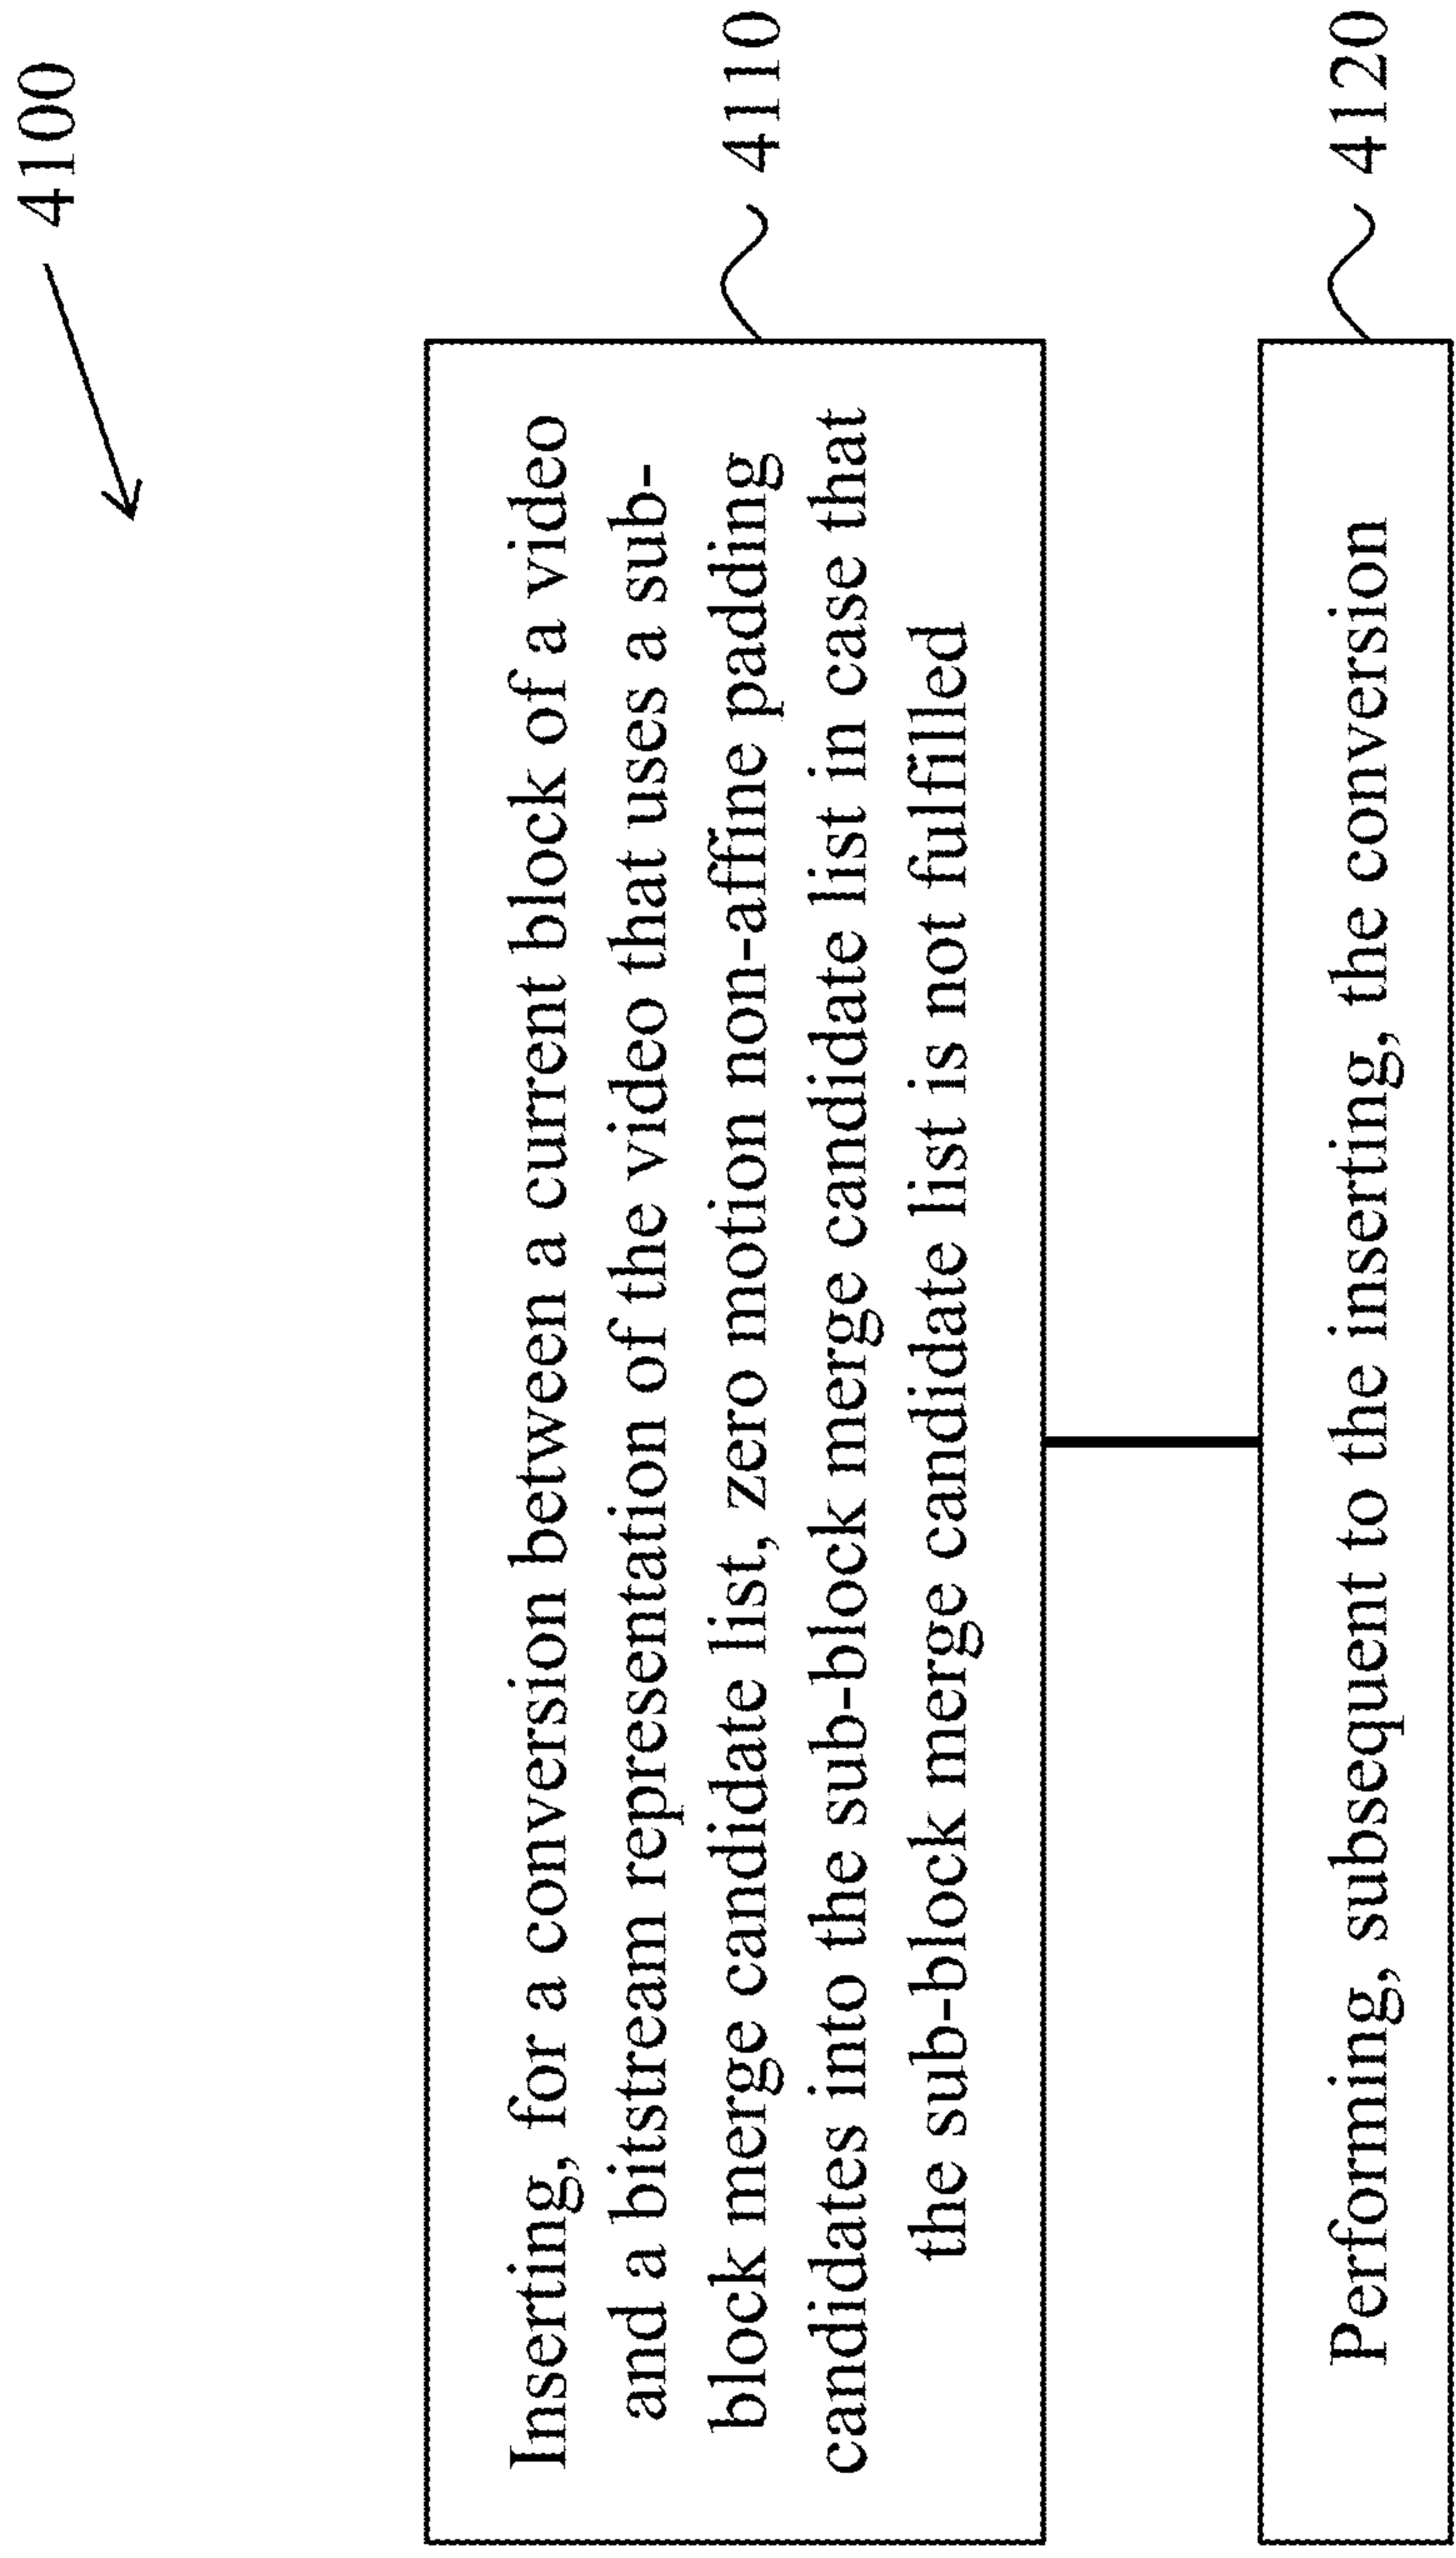 4100
Inserting, for a conversion between a current block of a video
and a bitstream representation of the video that uses a sub-
block merge candidate list, zero motion non-affine padding
candidates into the sub-block merge candidate list in case that
the sub-block merge candidate list is not fulfilled
4110
Performing, subsequent to the inserting, the conversion
4120